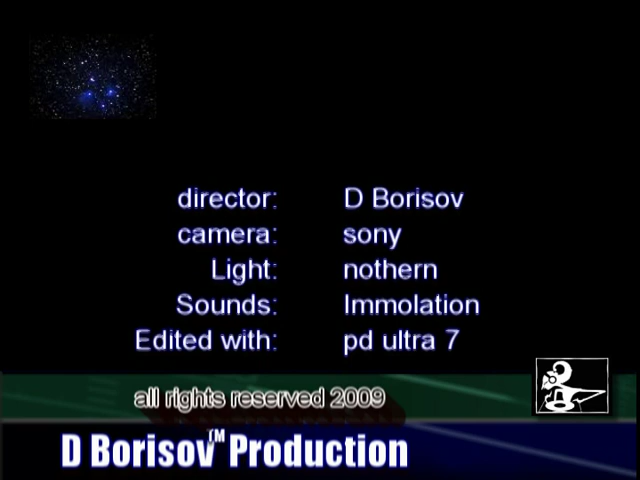 director: D Borisov
camera: sony
Light: nothern
Sounds: Immolation
Edited with: pd ultra 7
all rights reserved 2009
D Borisov™ Production